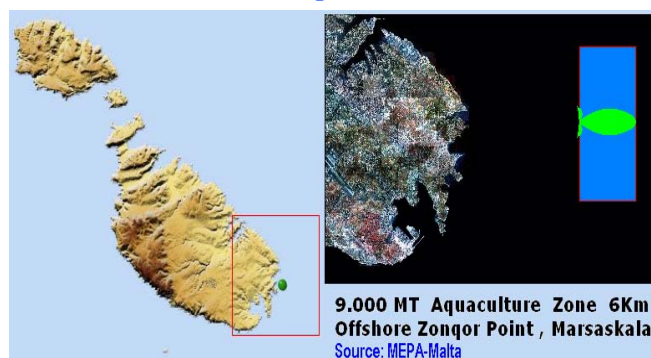 9.000 MT Aquaculture Zone 6Km
Offshore Zonqor Point , Marsaskala
Source: MEPA-Malta